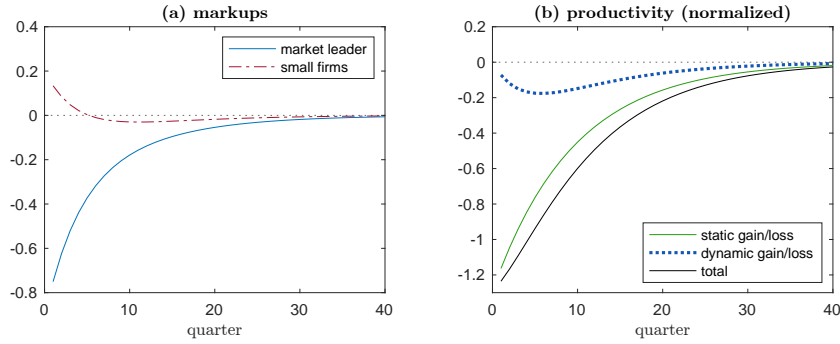 (a) markups
0.4
0.2
0
-0.2
-0.4
-0.6
-0.8
market leader
small firms
0 10 20 30 40
quarter
(b) productivity (normalized)
0.2
0
-0.2
-0.4
-0.6
-0.8
-1
-1.2
static gain/loss
dynamic gain/loss
total
0 10 20 30 40
quarter